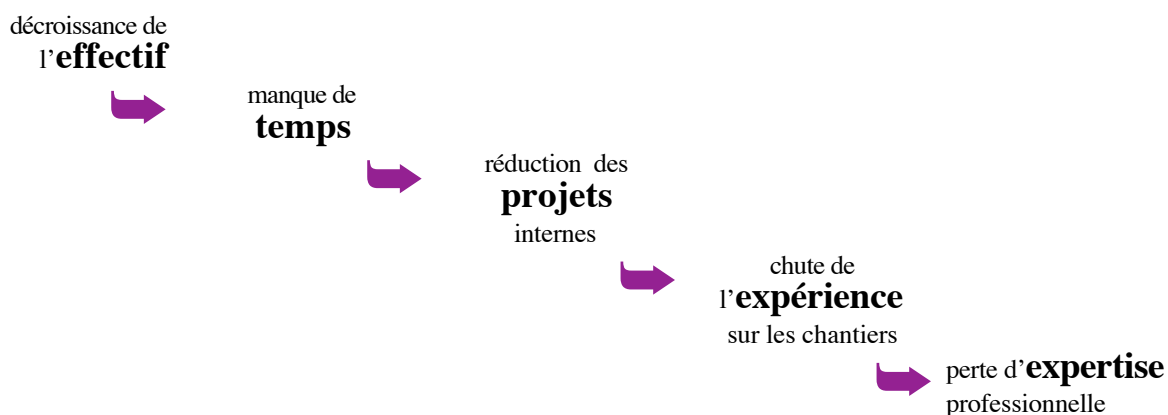 décroissance de
l’effectif
manque de
temps
réduction des
projets
internes
chute de
l’expérience
sur les chantiers
perte d’expertise
professionnelle